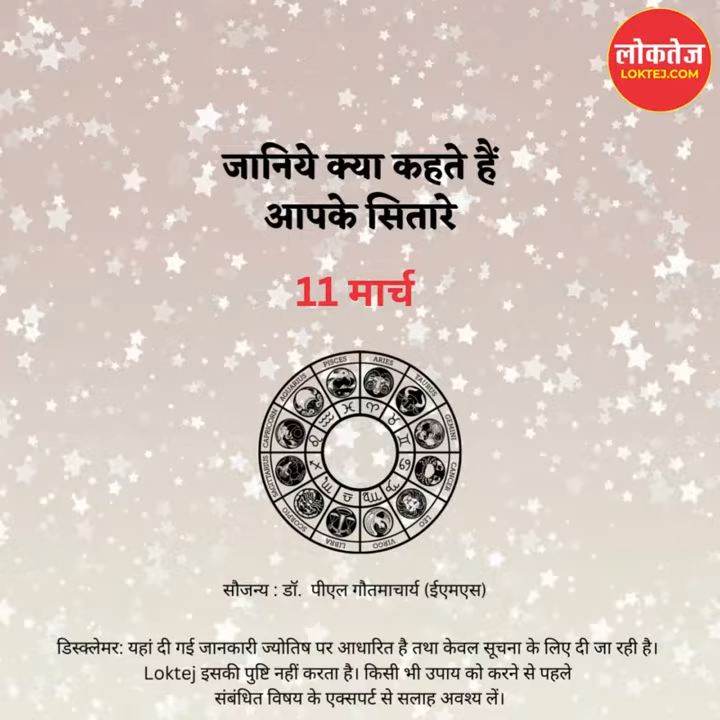 लोकतेज
LOKTEJ.COM
जानिये क्या कहते हैं
आपके सितारे
11 मार्च
PISCES
ARIES
AQUARIUS
TAURUS
CAPRICORN
GEMINI
SAGITTARIUS
CANCER
SCORPIO
LEO
LIBRA
VIRGO
सौजन्य : डॉ. पीएल गौतमाचार्य (ईएमएस)
डिस्क्लेमर: यहां दी गई जानकारी ज्योतिष पर आधारित है तथा केवल सूचना के लिए दी जा रही है।
Loktej इसकी पुष्टि नहीं करता है। किसी भी उपाय को करने से पहले
संबंधित विषय के एक्सपर्ट से सलाह अवश्य लें।